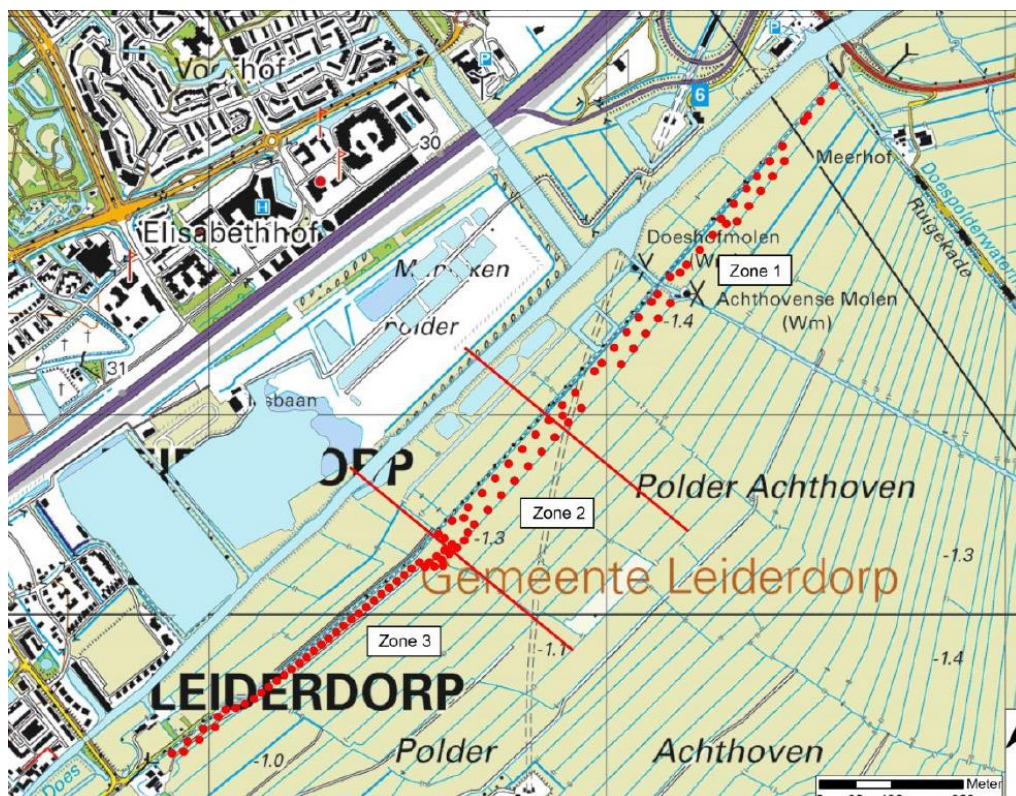 Voorhof
P
P
6
30
Meerhof
Doespolderwater
Ruigekade
H
Elisabethhof
Doeshofmolen
Zone 1
Achthovense Molen
(Wm)
polder
-1.4
31
Polder Achthoven
Zone 2
-1.3
-1.3
Gemeente Leiderdorp
Zone 3
-1.1
-1.4
LEIDERDORP
-1.0
Polder
Achthoven
Does
Meter